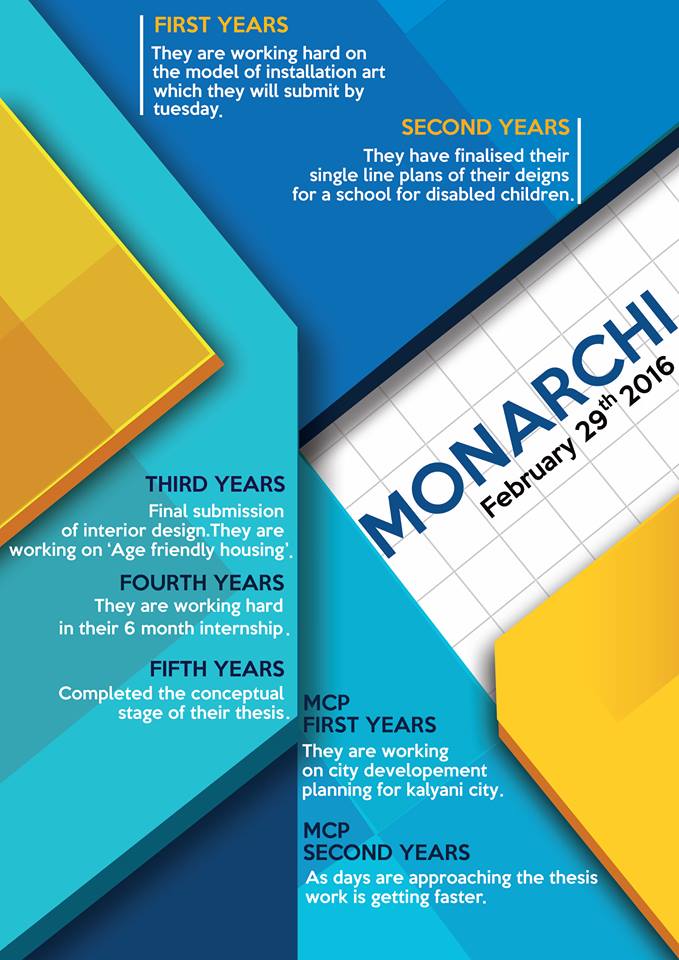 FIRST YEARS
They are working hard on
the model of installation art
which they will submit by
tuesday.
SECOND YEARS
They have finalised their
single line plans of their deigns
for a school for disabled children.
MONARCHI
February 29th 2016
THIRD YEARS
Final submission
of interior design.They are
working on ‘Age friendly housing’.
FOURTH YEARS
They are working hard
in their 6 month internship.
FIFTH YEARS
Completed the conceptual
stage of their thesis.
MCP
FIRST YEARS
They are working
on city developement
planning for kalyani city.
MCP
SECOND YEARS
As days are approaching the thesis
work is getting faster.